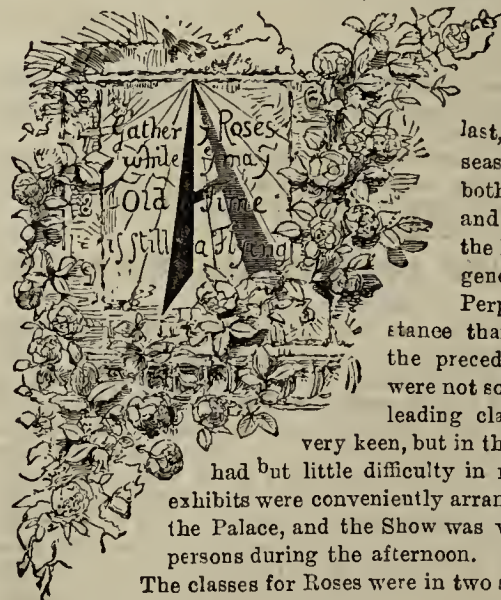 Gather y Roses
while y may
Old Time
is still a Flying
last,
seas
both
and
the
gene
Perp
stance tha
the preced
were not so
leading cla
very keen, but in th
had but little difficulty in r
exhibits were conveniently arran
the Palace, and the Show was v
persons during the afternoon.
The classes for Roses were in two s